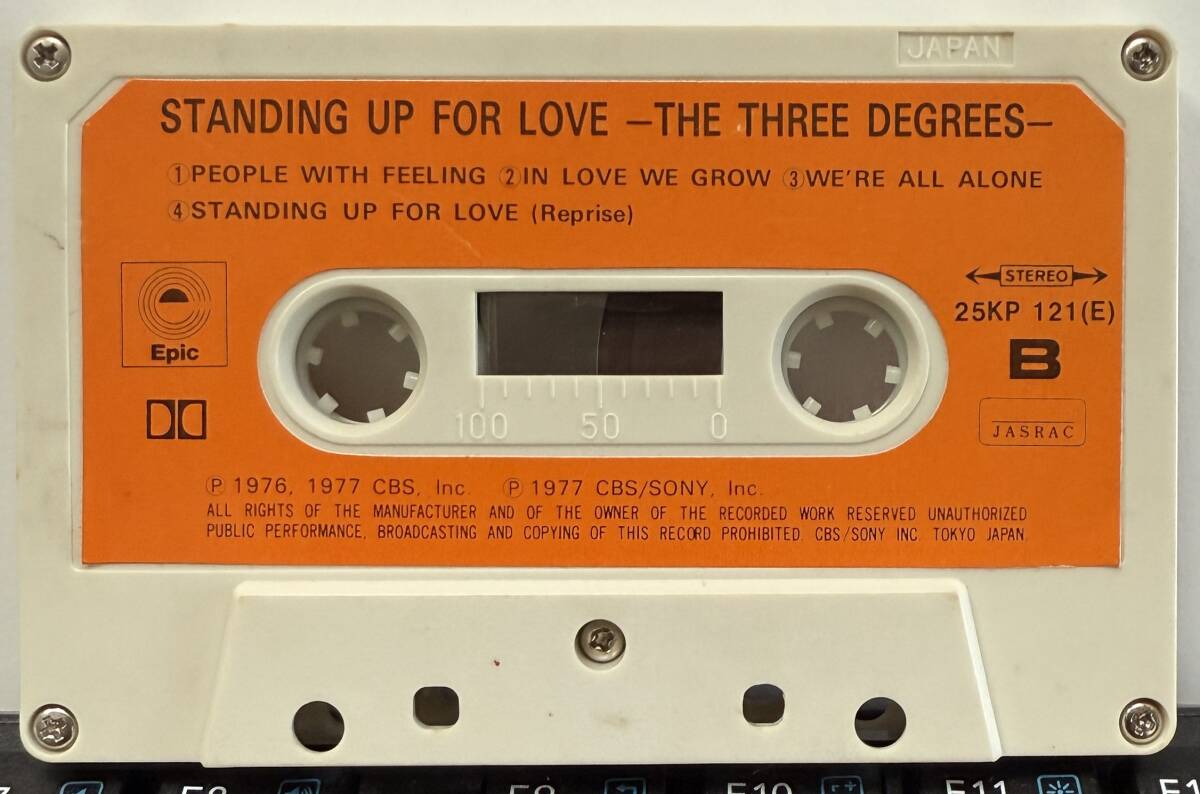 JAPAN
STANDING UP FOR LOVE —THE THREE DEGREES—
①PEOPLE WITH FEELING ②IN LOVE WE GROW ③WE'RE ALL ALONE
④STANDING UP FOR LOVE (Reprise)
STEREO
25KP 121(E)
Epic
B
JASRAC
100 50 0
Ⓟ 1976, 1977 CBS, Inc. Ⓟ 1977 CBS/SONY, Inc.
ALL RIGHTS OF THE MANUFACTURER AND OF THE OWNER OF THE RECORDED WORK RESERVED UNAUTHORIZED
PUBLIC PERFORMANCE, BROADCASTING AND COPYING OF THIS RECORD PROHIBITED. CBS/SONY INC. TOKYO JAPAN.
F10 F11